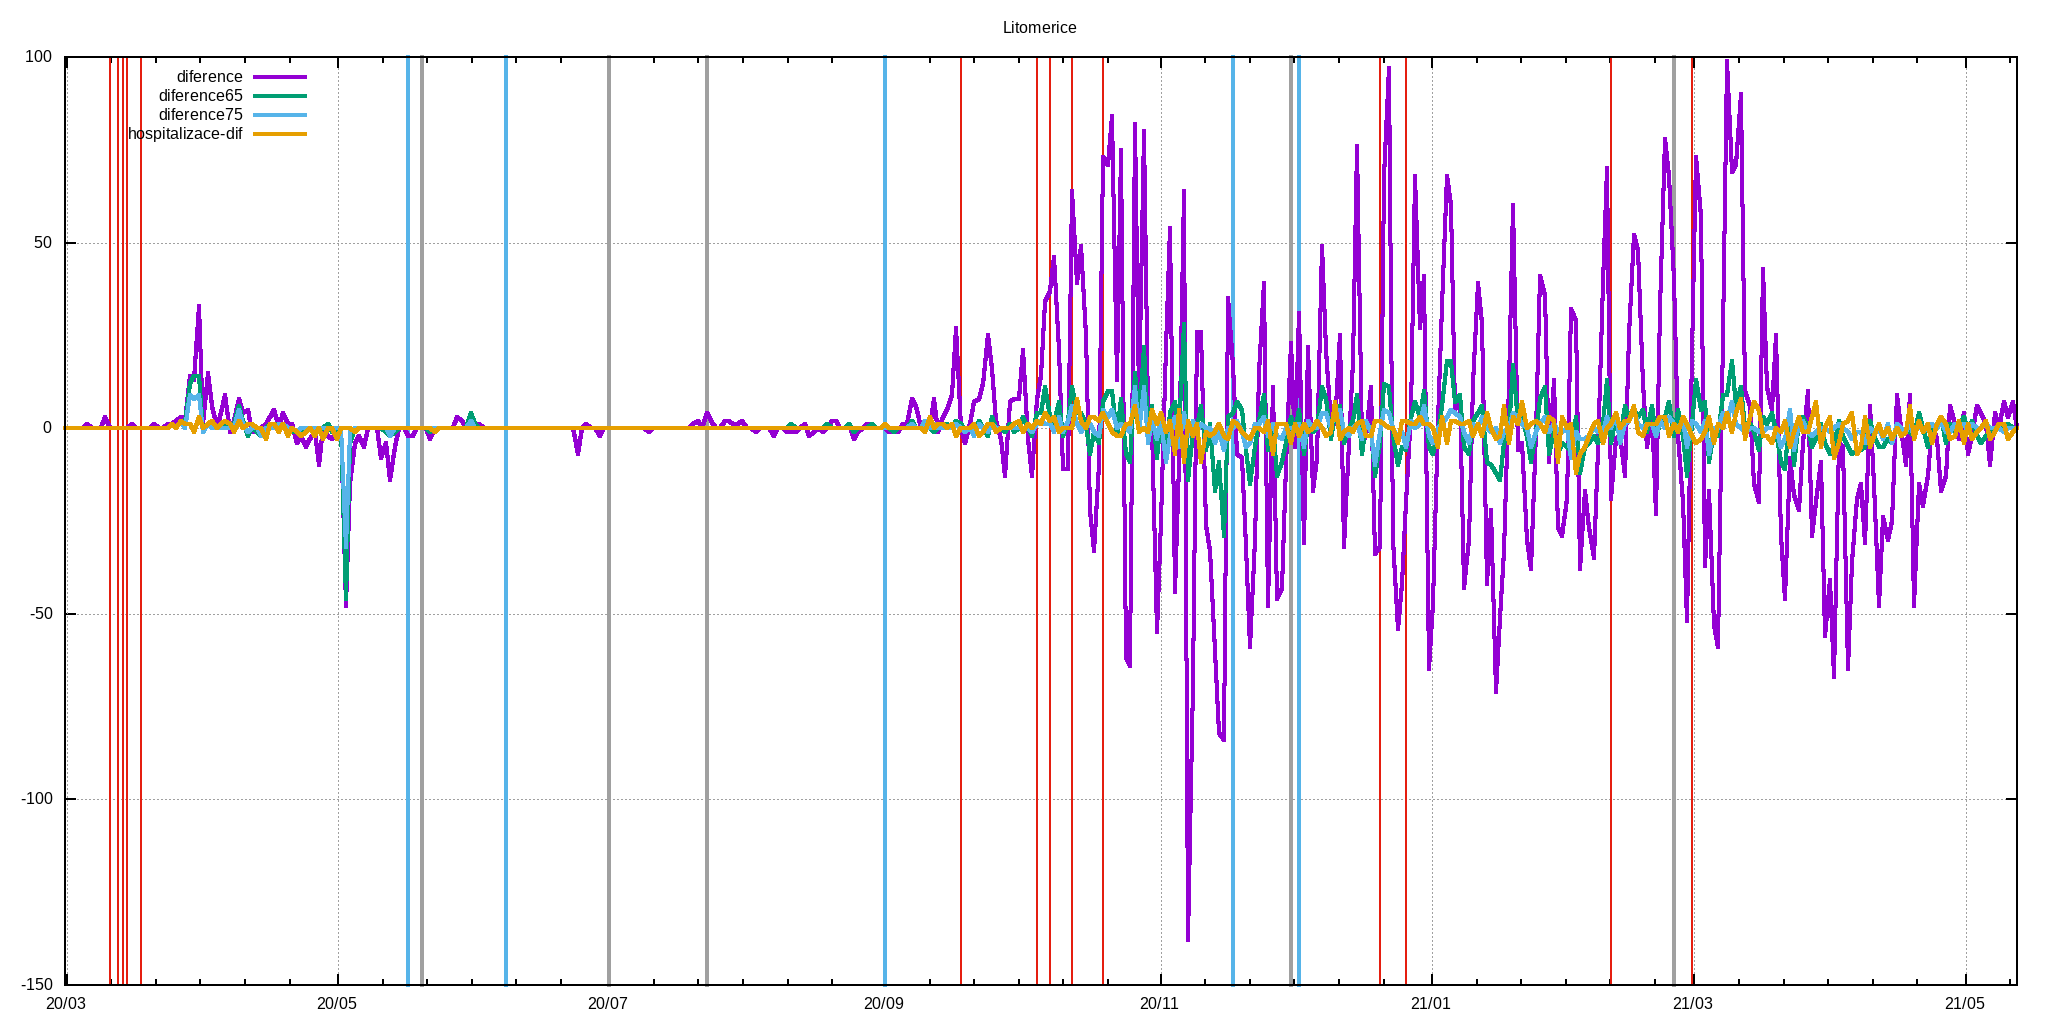 Litomerice
100
diference
diference65
diference75
hospitalizace-dif
50
0
-50
-100
-150
20/03 20/05 20/07 20/09 20/11 21/01 21/03 21/05